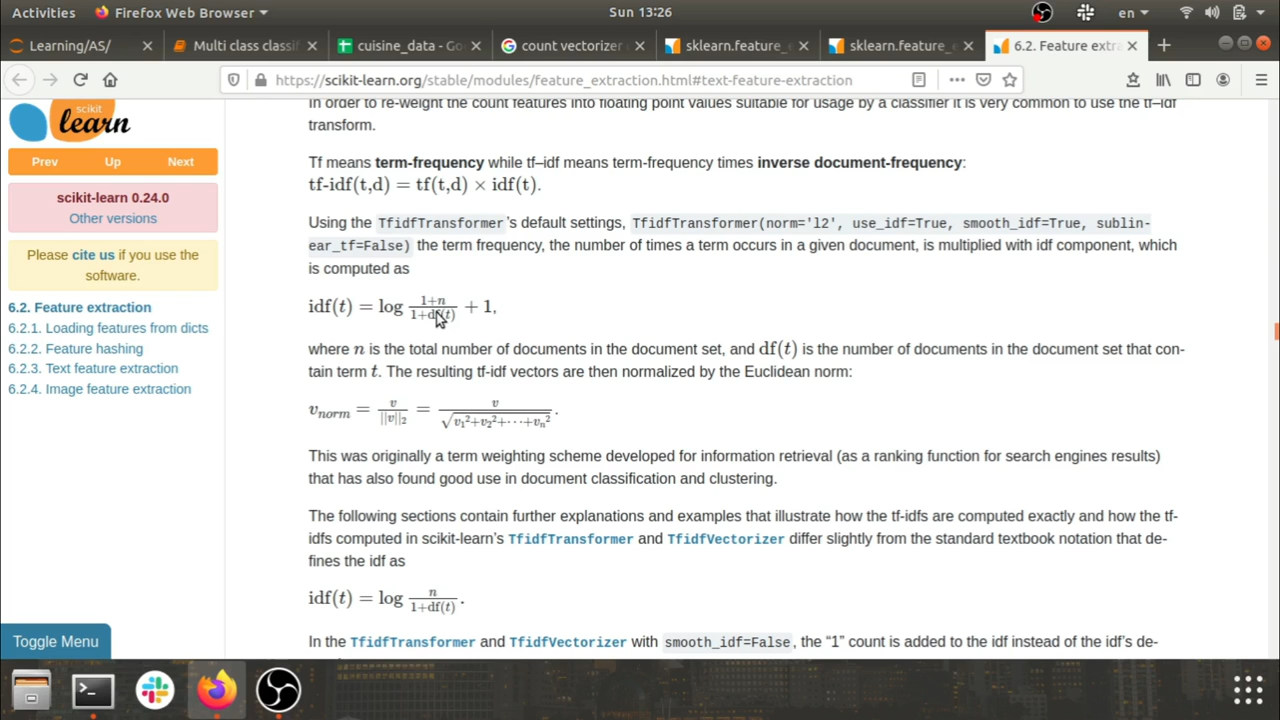 Activities Firefox Web Browser Sun 13:26 en
Learning/AS/ Multi class classif cuisine_data - Go count vectorizer sklearn.feature_ sklearn.feature_ 6.2. Feature extra
https://scikit-learn.org/stable/modules/feature_extraction.html#text-feature-extraction
scikit
learn
Prev Up Next
scikit-learn 0.24.0
Other versions
Please cite us if you use the
software.
6.2. Feature extraction
6.2.1. Loading features from dicts
6.2.2. Feature hashing
6.2.3. Text feature extraction
6.2.4. Image feature extraction
Toggle Menu
In order to re-weight the count features into floating point values suitable for usage by a classifier it is very common to use the tf–idf
transform.
Tf means term-frequency while tf–idf means term-frequency times inverse document-frequency:
tf-idf(t,d) = tf(t,d) × idf(t).
Using the TfidfTransformer's default settings, TfidfTransformer(norm='l2', use_idf=True, smooth_idf=True, sublin-
ear_tf=False) the term frequency, the number of times a term occurs in a given document, is multiplied with idf component, which
is computed as
idf(t) = log (1+n)/(1+df(t)) + 1,
where n is the total number of documents in the document set, and df(t) is the number of documents in the document set that con-
tain term t. The resulting tf-idf vectors are then normalized by the Euclidean norm:
v_norm = v/||v||₂ = v/√(v₁²+v₂²+···+vₙ²).
This was originally a term weighting scheme developed for information retrieval (as a ranking function for search engines results)
that has also found good use in document classification and clustering.
The following sections contain further explanations and examples that illustrate how the tf-idfs are computed exactly and how the tf-
idfs computed in scikit-learn's TfidfTransformer and TfidfVectorizer differ slightly from the standard textbook notation that de-
fines the idf as
idf(t) = log n/(1+df(t)).
In the TfidfTransformer and TfidfVectorizer with smooth_idf=False, the “1” count is added to the idf instead of the idf's de-